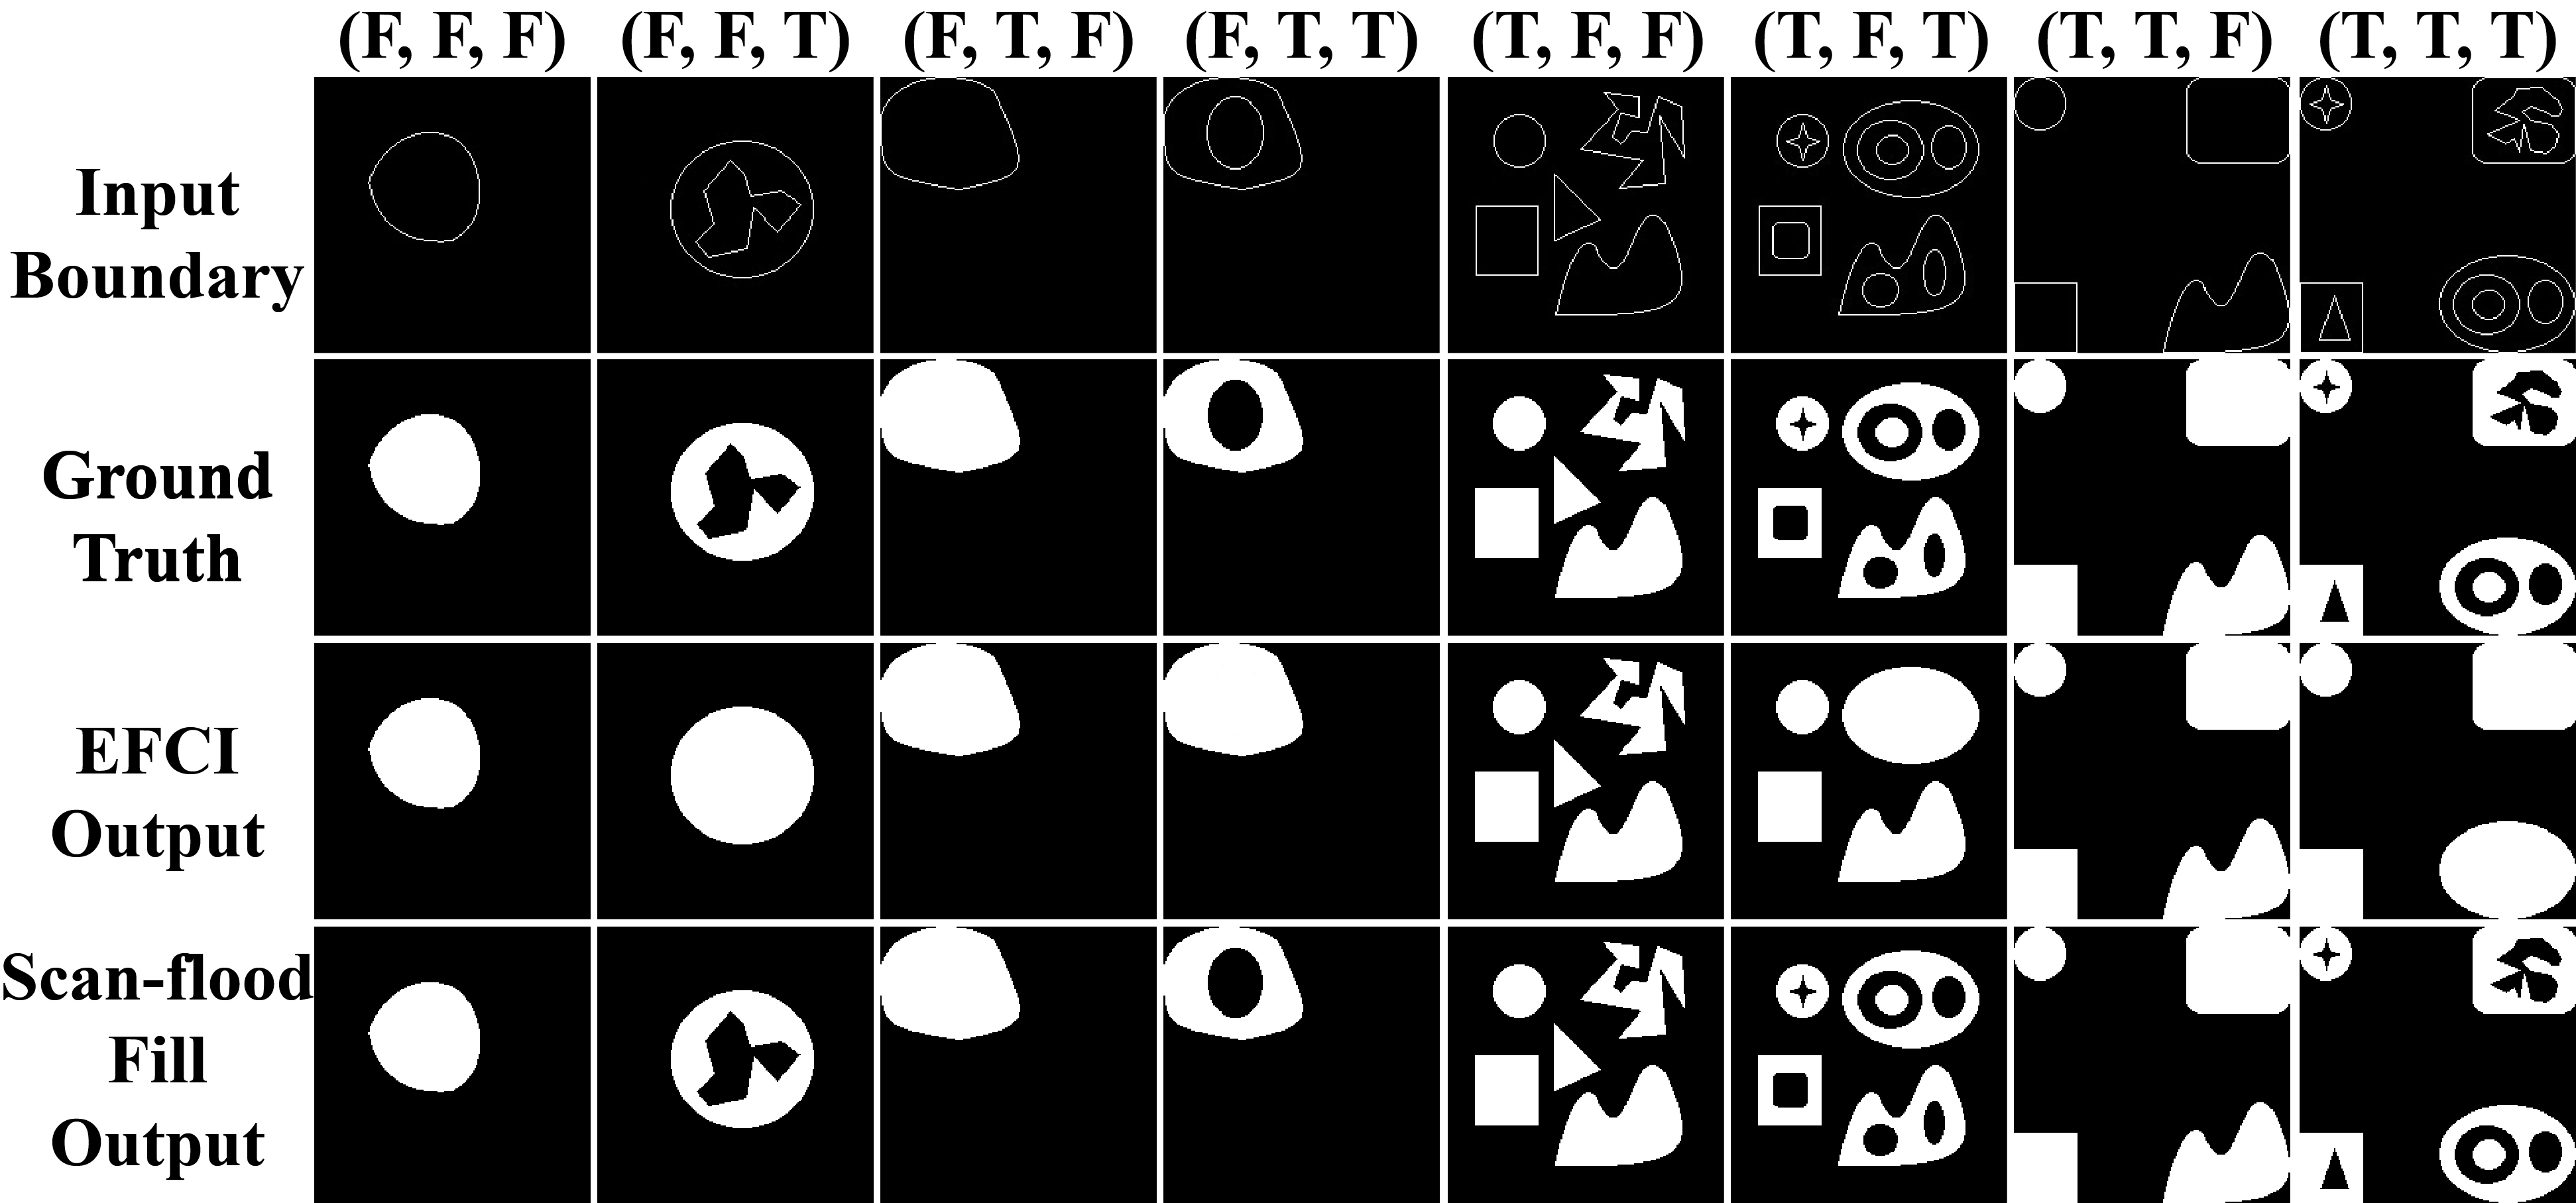 (F, F, F) (F, F, T) (F, T, F) (F, T, T) (T, F, F) (T, F, T) (T, T, F) (T, T, T)
Input
Boundary
Ground
Truth
EFCI
Output
Scan-flood
Fill
Output